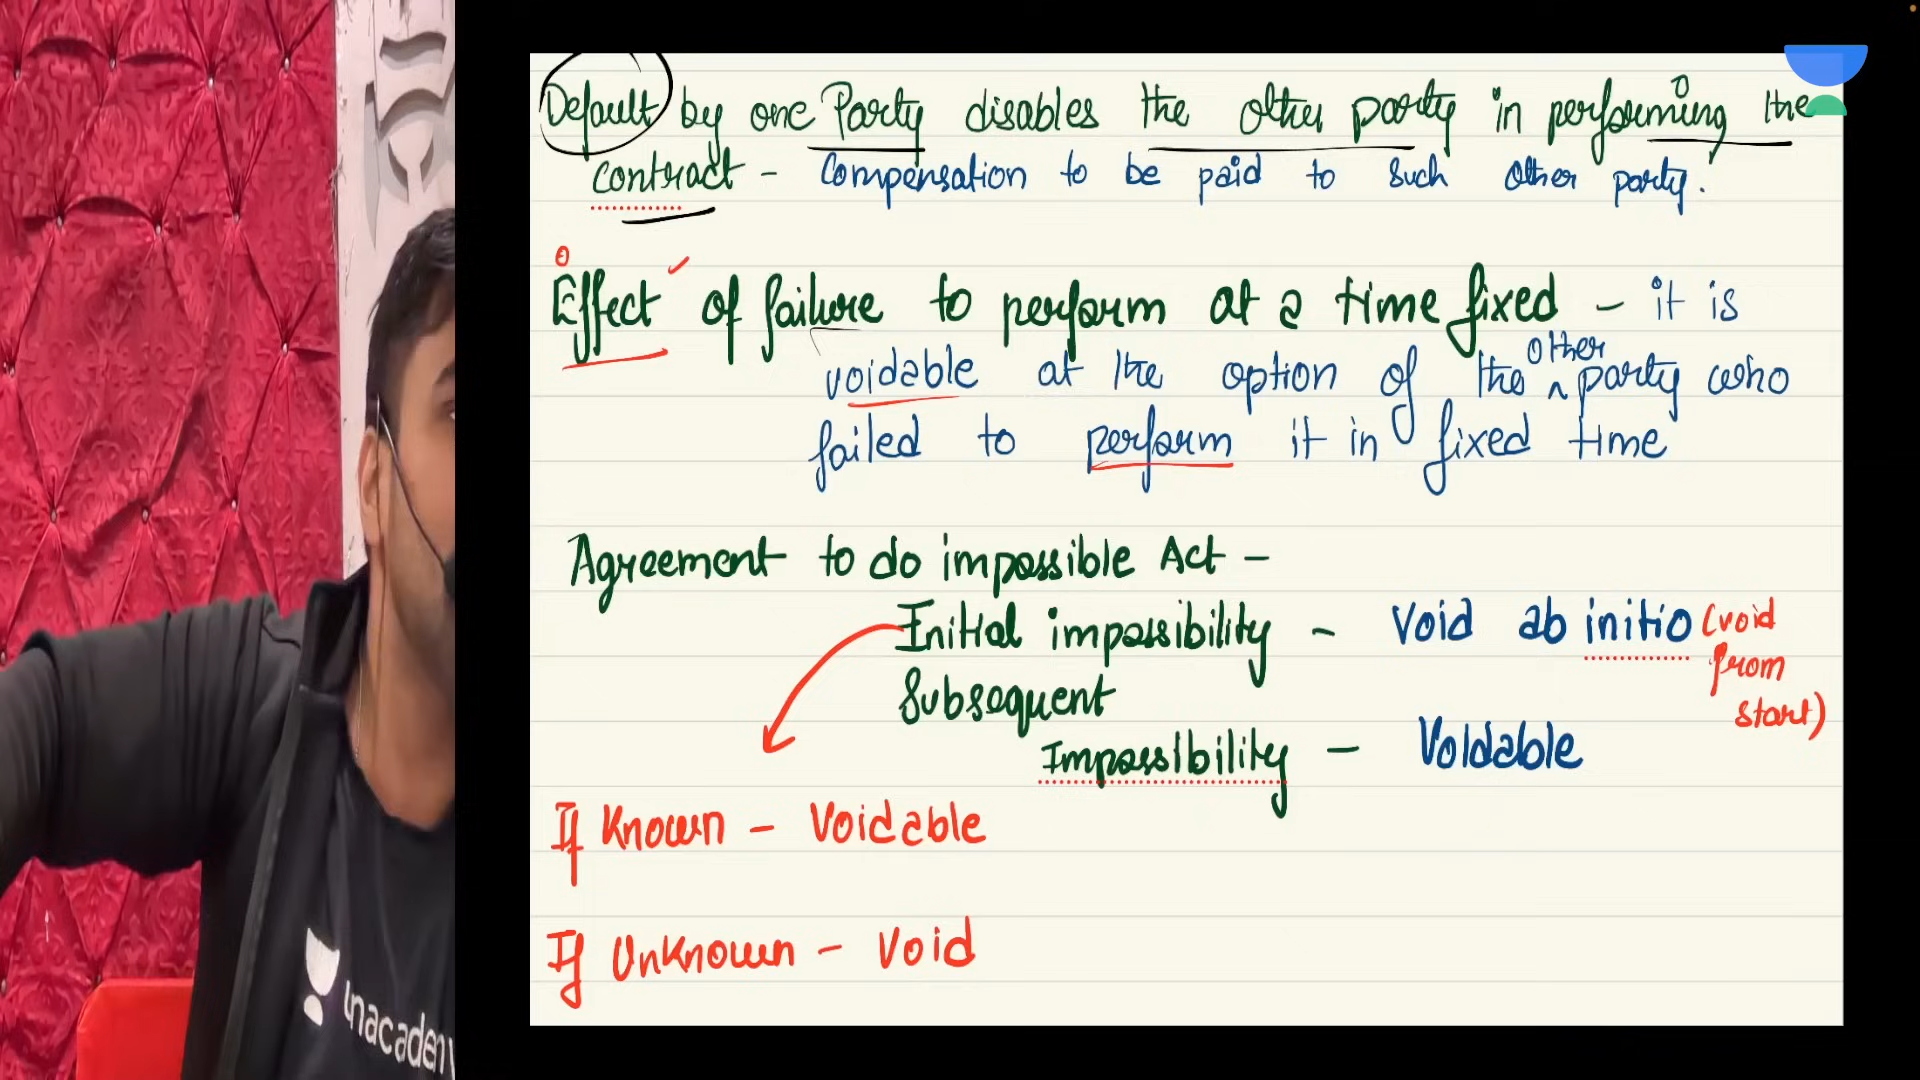 Default by one Party disables the other party in performing the
contract - Compensation to be paid to such other party.
Effect of failure to perform at a time fixed - it is
other
voidable at the option of the ^ party who
failed to perform it in fixed time
Agreement to do impossible Act -
Initial impossibility - Void ab initio (void
from
start)
Subsequent
Impossibility - Voidable
If Known - Voidable
If Unknown - Void
unacademy